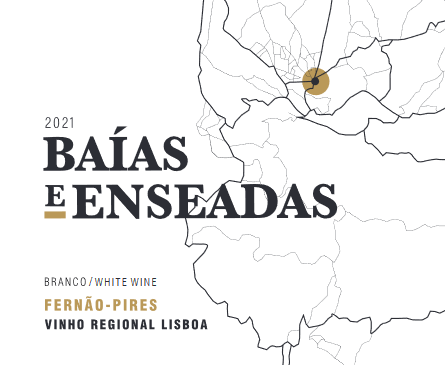 2021
BAÍAS
E ENSEADAS
BRANCO/WHITE WINE
FERNÃO-PIRES
VINHO REGIONAL LISBOA